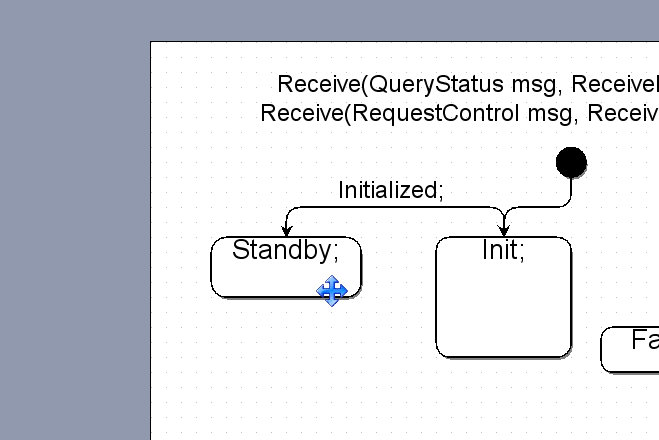 Receive(QueryStatus msg, Receive
Receive(RequestControl msg, Receiv
Initialized;
Standby;
Init;
Fa